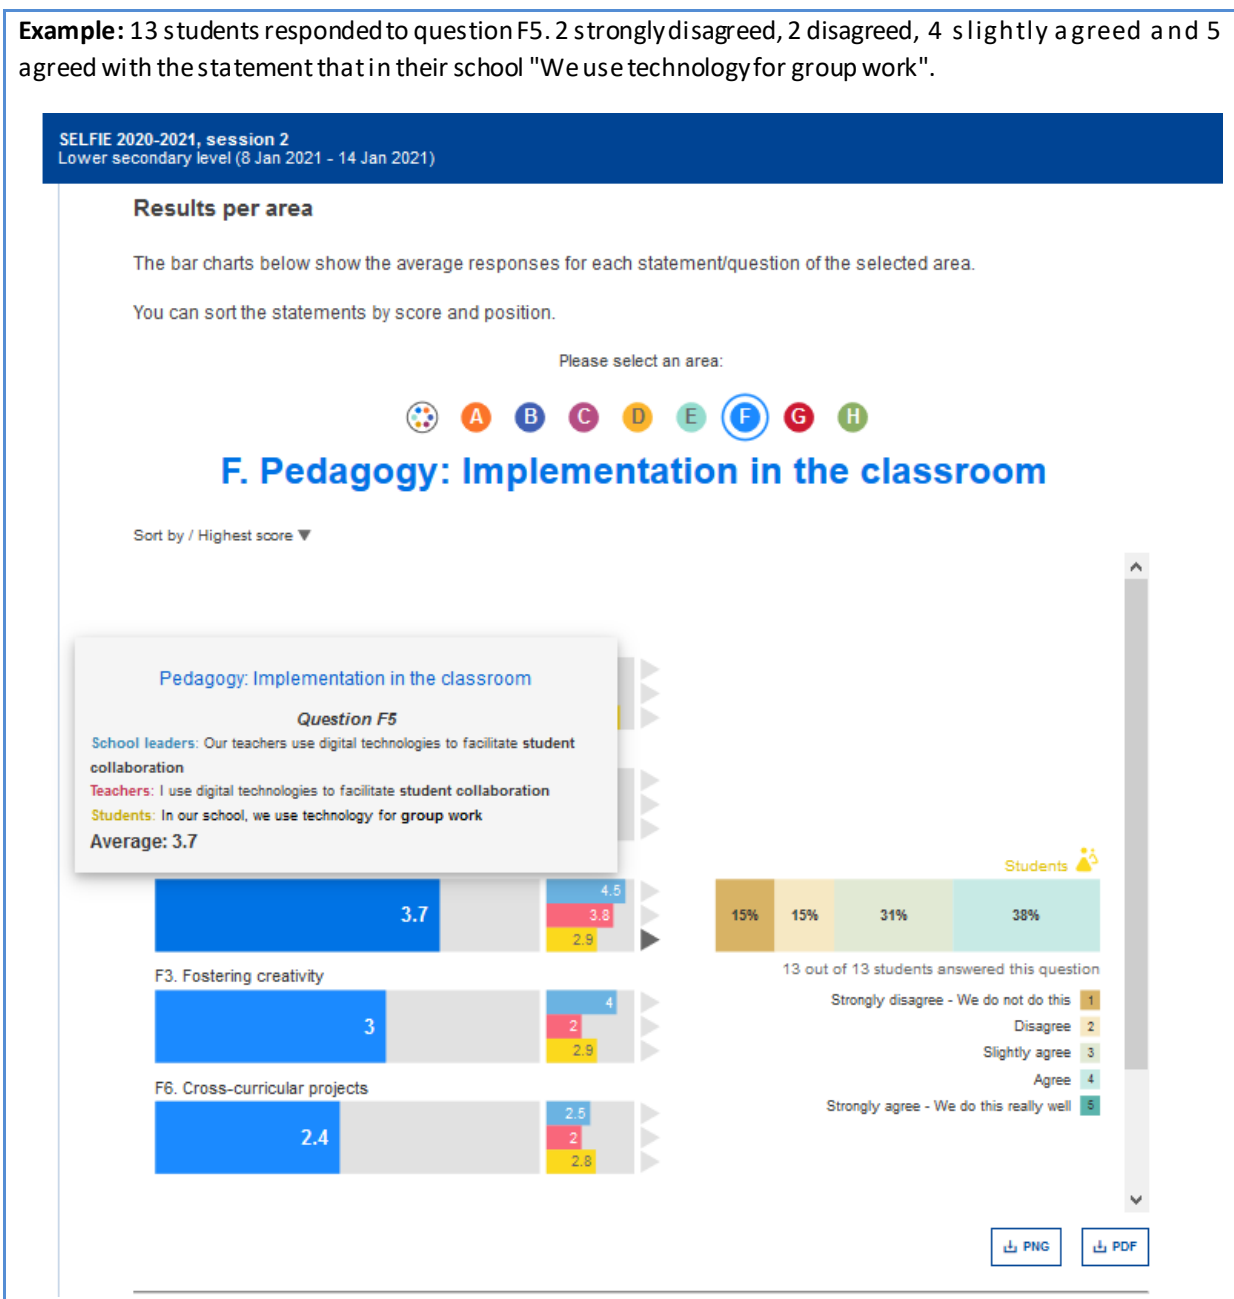 Example: 13 students responded to question F5. 2 strongly disagreed, 2 disagreed, 4 slightly agreed and 5
agreed with the statement that in their school "We use technology for group work".
SELFIE 2020-2021, session 2
Lower secondary level (8 Jan 2021 - 14 Jan 2021)
Results per area
The bar charts below show the average responses for each statement/question of the selected area.
You can sort the statements by score and position.
Please select an area:
A B C D E F G H
F. Pedagogy: Implementation in the classroom
Sort by / Highest score ▼
Pedagogy: Implementation in the classroom
Question F5
School leaders: Our teachers use digital technologies to facilitate student
collaboration
Teachers: I use digital technologies to facilitate student collaboration
Students: In our school, we use technology for group work
Average: 3.7
Students
3.7
4.5
3.8
2.9
15% 15% 31% 38%
13 out of 13 students answered this question
Strongly disagree - We do not do this 1
Disagree 2
Slightly agree 3
Agree 4
Strongly agree - We do this really well 5
F3. Fostering creativity
3
4
2
2.9
F6. Cross-curricular projects
2.4
2.5
2
2.8
PNG PDF